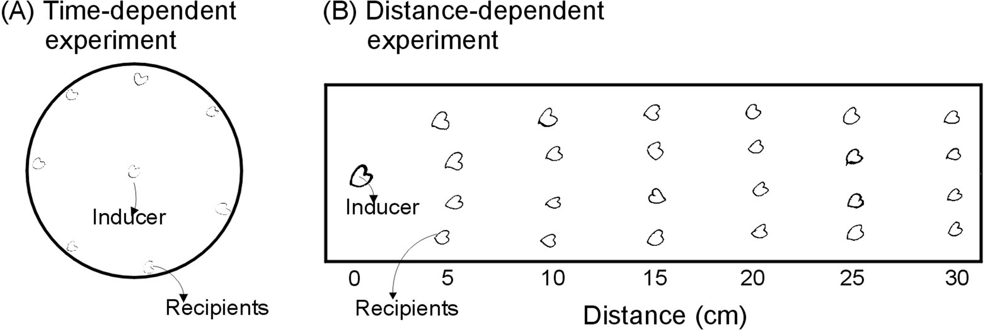 (A) Time-dependent
experiment
Inducer
Recipients
(B) Distance-dependent
experiment
Inducer
0 5 10 15 20 25 30
Recipients
Distance (cm)